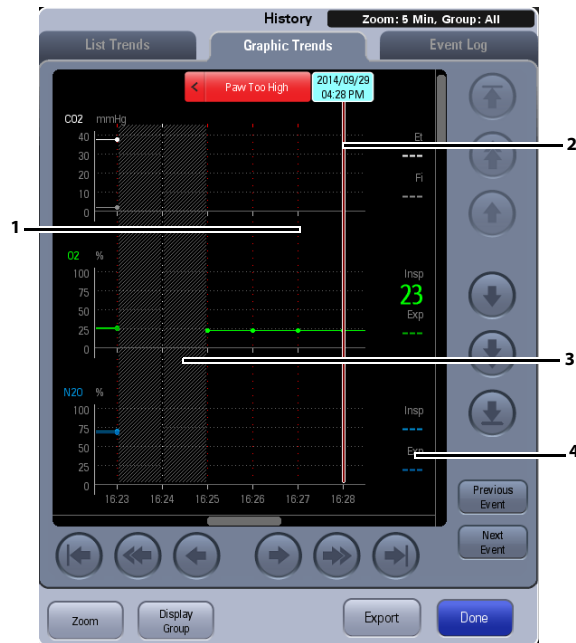 History
Zoom: 5 Min, Group: All
List Trends
Graphic Trends
Event Log
< Paw Too High
2014/09/29
04:28 PM
CO2 mmHg
40
30
20
10
0
Et
---
Fi
---
1
2
O2 %
100
75
50
25
0
Insp
23
Exp
---
3
N2O %
100
75
50
25
0
Insp
---
Exp
---
4
16:23 16:24 16:25 16:26 16:27 16:28
Previous
Event
Next
Event
Zoom
Display
Group
Export
Done